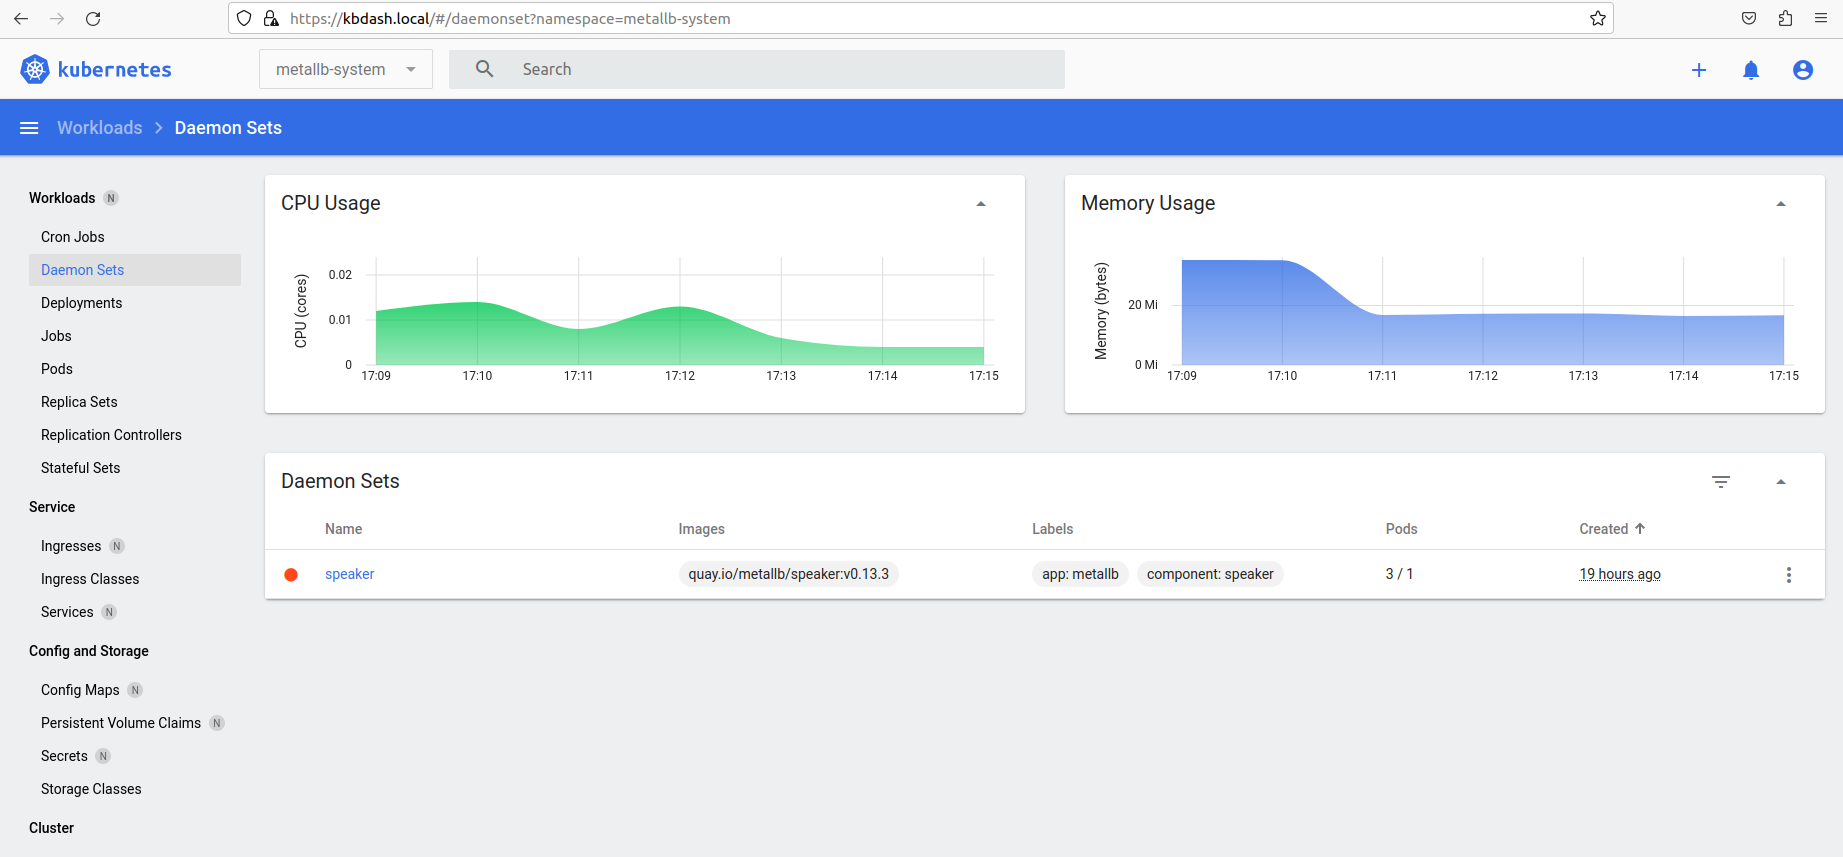 https://kbdash.local/#/daemonset?namespace=metallb-system
kubernetes
metallb-system
Search
Workloads > Daemon Sets
Workloads N
Cron Jobs
Daemon Sets
Deployments
Jobs
Pods
Replica Sets
Replication Controllers
Stateful Sets
Service
Ingresses N
Ingress Classes
Services N
Config and Storage
Config Maps N
Persistent Volume Claims N
Secrets N
Storage Classes
Cluster
CPU Usage
CPU (cores)
0.02
0.01
0
17:09 17:10 17:11 17:12 17:13 17:14 17:15
Memory Usage
Memory (bytes)
20 Mi
0 Mi
17:09 17:10 17:11 17:12 17:13 17:14 17:15
Daemon Sets
Name Images Labels Pods Created ↑
speaker quay.io/metallb/speaker:v0.13.3 app: metallb component: speaker 3 / 1 19 hours ago